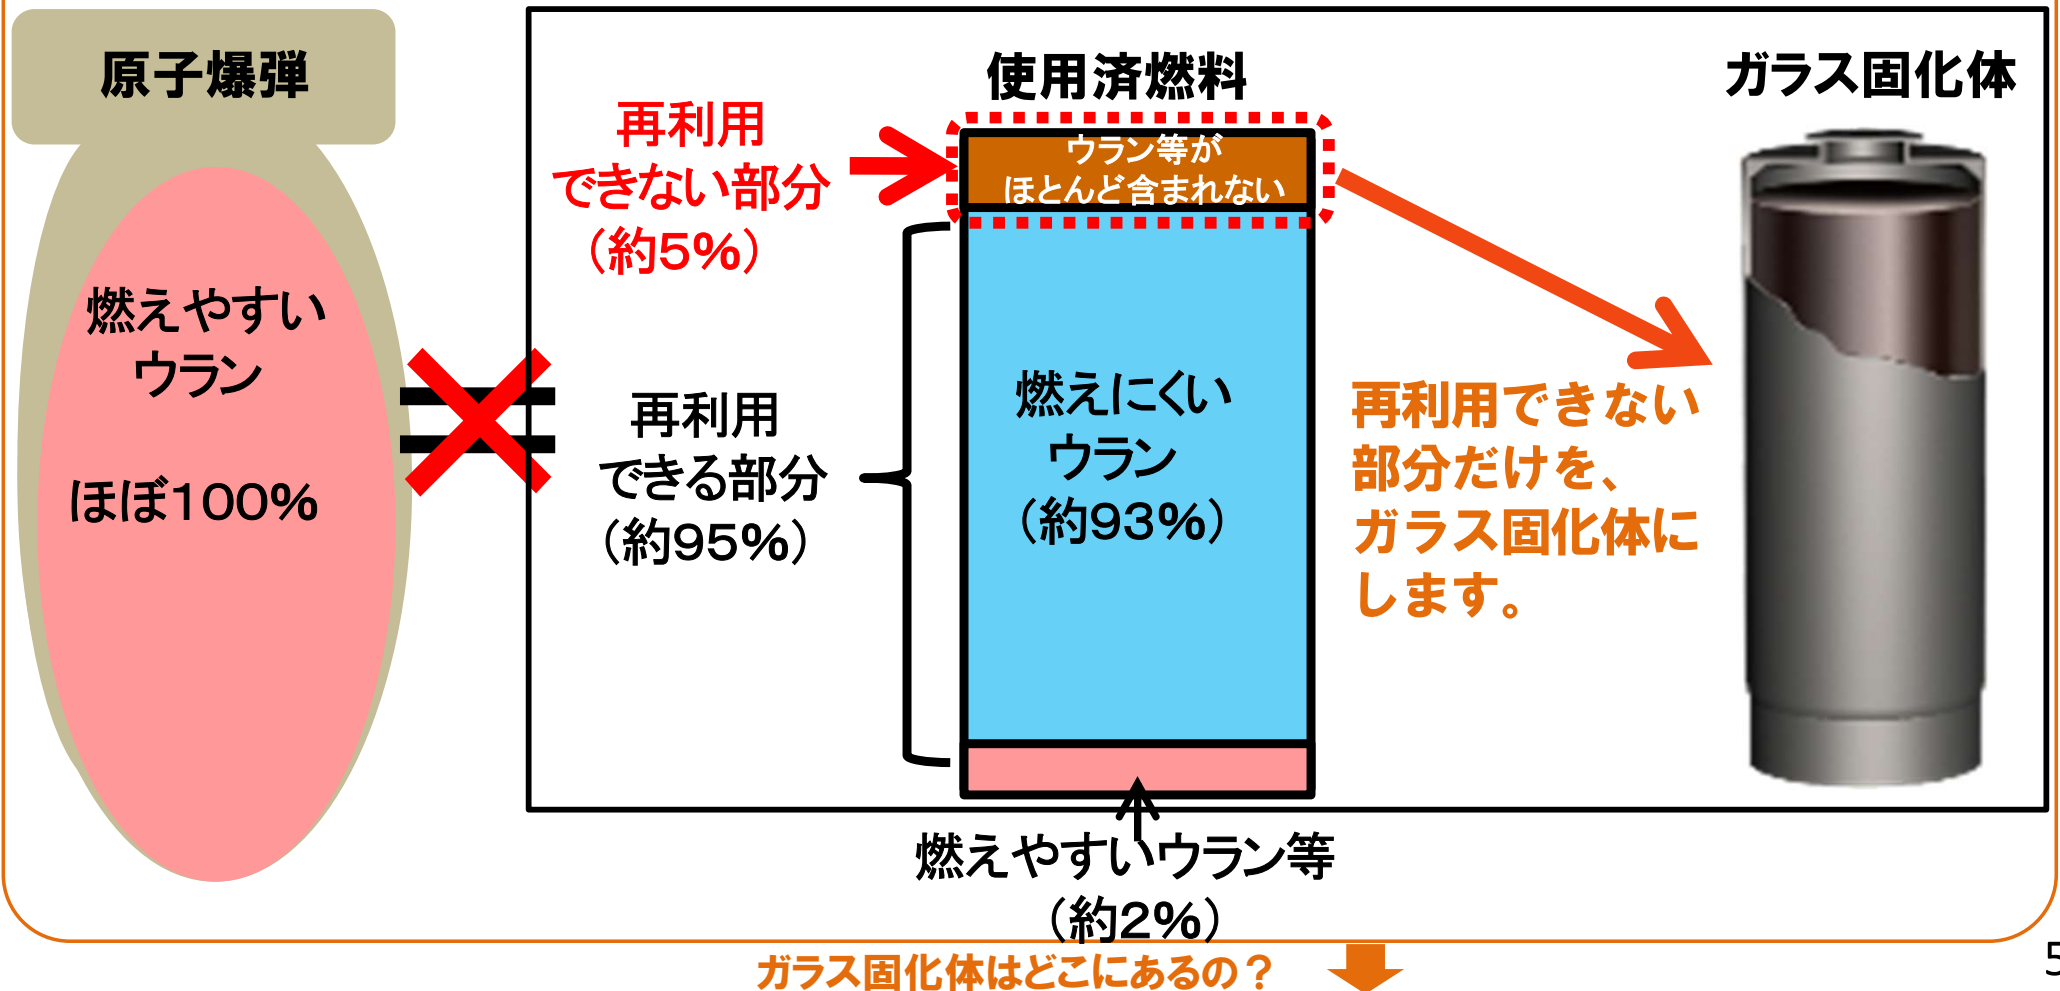 原子爆弾
燃えやすい
ウラン
ほぼ100%
使用済燃料
ガラス固化体
再利用
できない部分
（約5%）
ウラン等が
ほとんど含まれない
再利用
できる部分
（約95%）
燃えにくい
ウラン
（約93%）
再利用できない
部分だけを、
ガラス固化体に
します。
燃えやすいウラン等
（約2%）
ガラス固化体はどこにあるの？
5